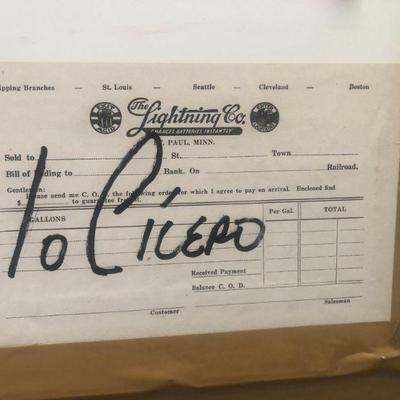 ipping Branches — St. Louis — Seattle — Cleveland — Boston
The Lightning Co.
CHARGES BATTERIES INSTANTLY
ST. PAUL, MINN.
Sold to St. Town
Bill of Lading to Bank. On Railroad.
Gentlemen:
Please send me C. O. D. the following order for which I agree to pay on arrival. Enclosed find
$ to guarantee freight.
GALLONS Per Gal. TOTAL
To CICERO
Received Payment
Balance C. O. D.
Customer Salesman